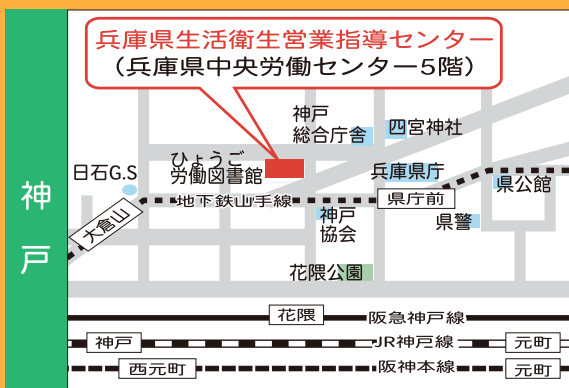 兵庫県生活衛生営業指導センター
(兵庫県中央労働センター5階)
神戸
総合庁舎
四宮神社
ひょうご
労働図書館
日石G.S
兵庫県庁
県公館
地下鉄山手線
県庁前
大倉山
神戸
協会
県警
花隈公園
神戸
花隈
阪急神戸線
神戸
JR神戸線
元町
西元町
阪神本線
元町